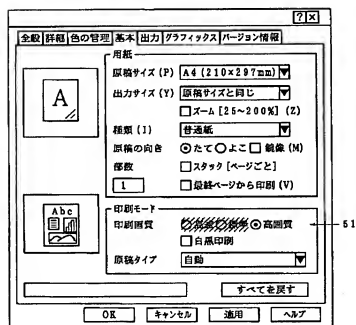 ? ×
全般 詳細 色の管理 基本 出力 グラフィックス バージョン情報
用紙
原稿サイズ (P) A4 (210×297mm)
出力サイズ (Y) 原稿サイズと同じ
ズーム [25～200%] (Z)
種類 (I) 普通紙
原稿の向き たて よこ 鏡像 (M)
部数 スタック [ページごと]
1 最終ページから印刷 (V)
A
Abc
印刷モード
印刷画質 高画質
51
白黒印刷
原稿タイプ 自動
すべてを戻す
OK キャンセル 適用 ヘルプ